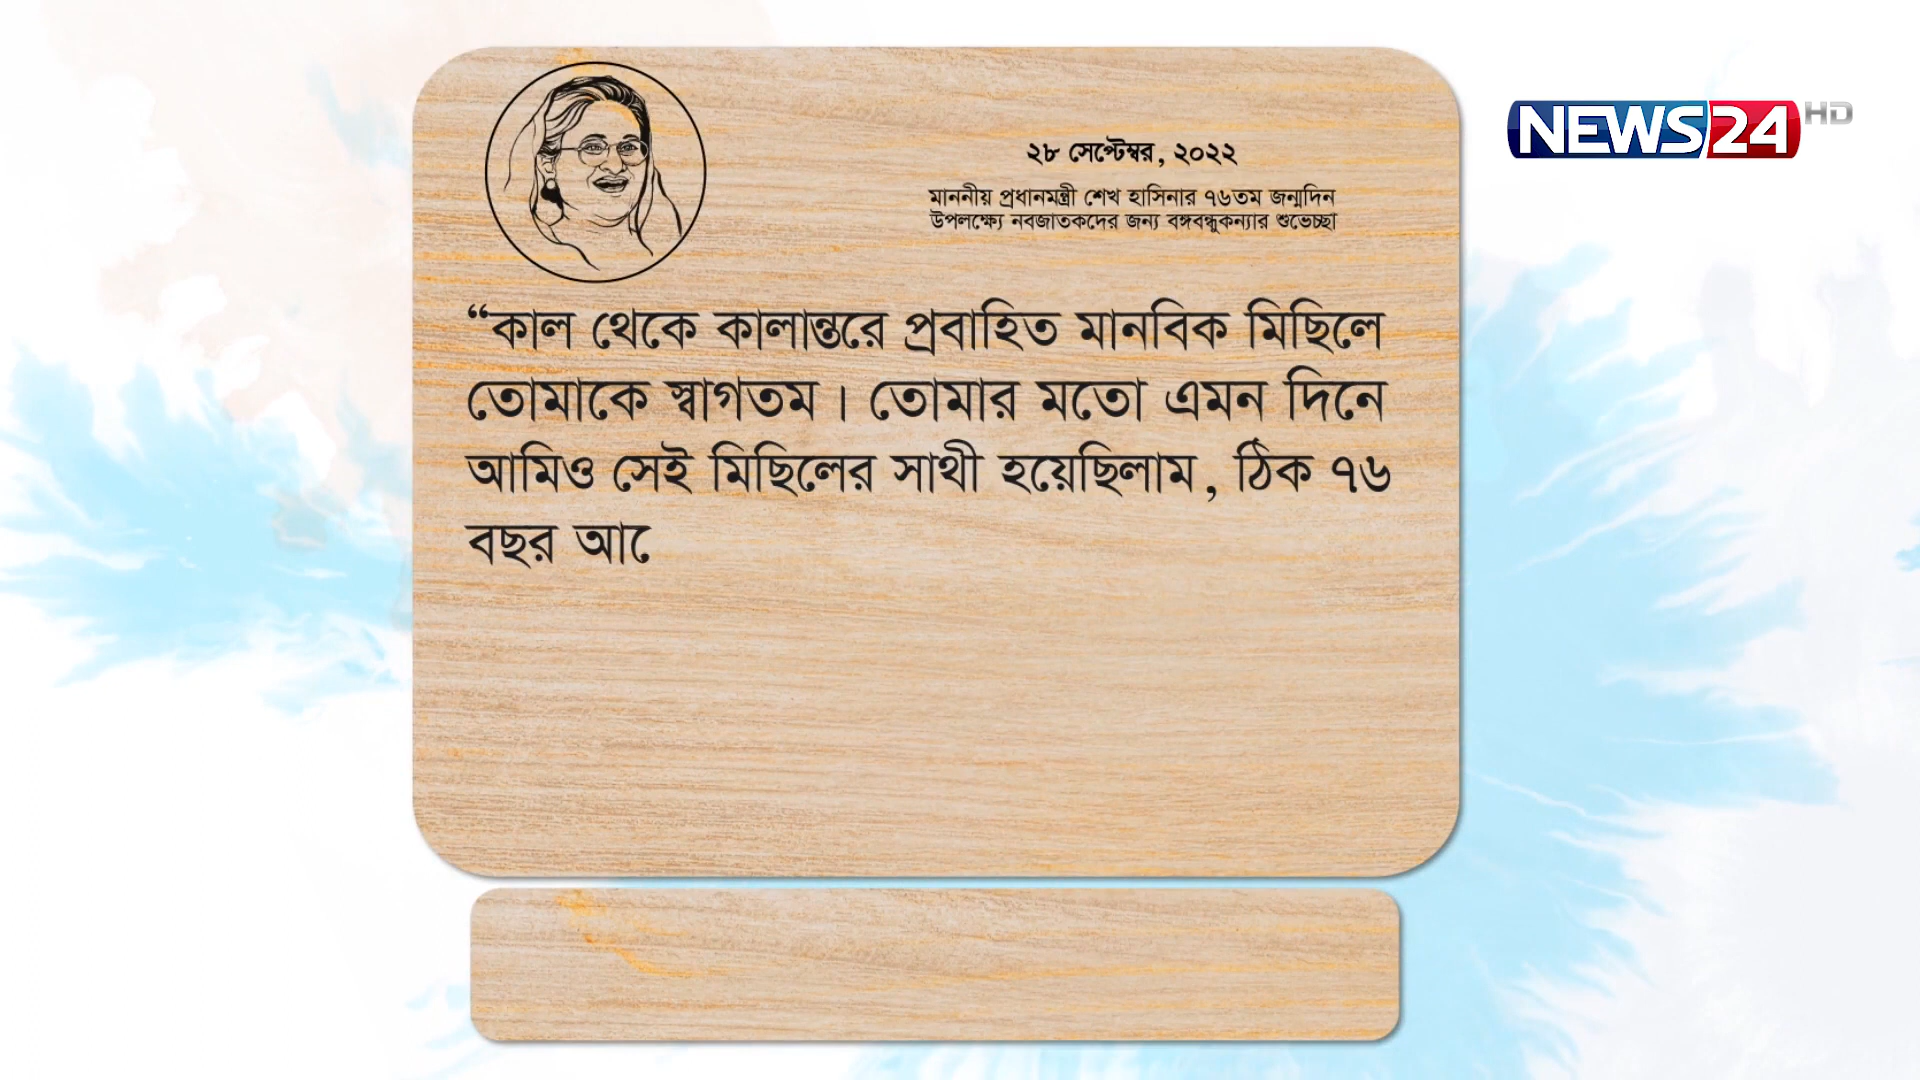 NEWS24 HD
২৮ সেপ্টেম্বর, ২০২২
মাননীয় প্রধানমন্ত্রী শেখ হাসিনার ৭৬তম জন্মদিন
উপলক্ষ্যে নবজাতকদের জন্য বঙ্গবন্ধুকন্যার শুভেচ্ছা
“কাল থেকে কালান্তরে প্রবাহিত মানবিক মিছিলে
তোমাকে স্বাগতম। তোমার মতো এমন দিনে
আমিও সেই মিছিলের সাথী হয়েছিলাম, ঠিক ৭৬
বছর আে